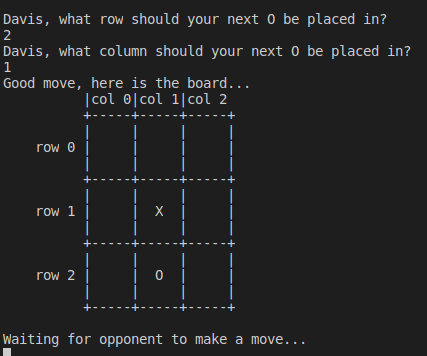 Davis, what row should your next O be placed in?
2
Davis, what column should your next O be placed in?
1
Good move, here is the board...
          |col 0|col 1|col 2
          +-----+-----+-----+
          |     |     |     |
    row 0 |     |     |     |
          |     |     |     |
          +-----+-----+-----+
          |     |     |     |
    row 1 |     |  X  |     |
          |     |     |     |
          +-----+-----+-----+
          |     |     |     |
    row 2 |     |  O  |     |
          |     |     |     |
          +-----+-----+-----+
Waiting for opponent to make a move...